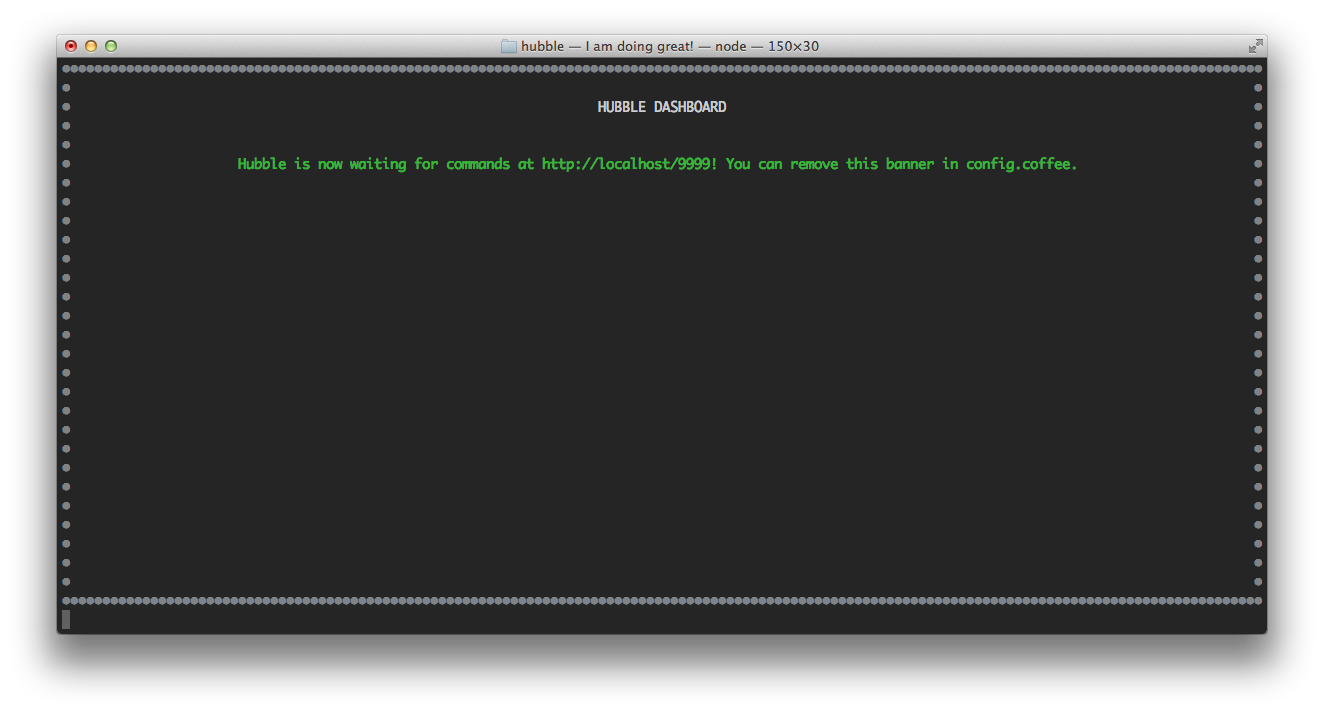 hubble — I am doing great! — node — 150×30
HUBBLE DASHBOARD
Hubble is now waiting for commands at http://localhost/9999! You can remove this banner in config.coffee.